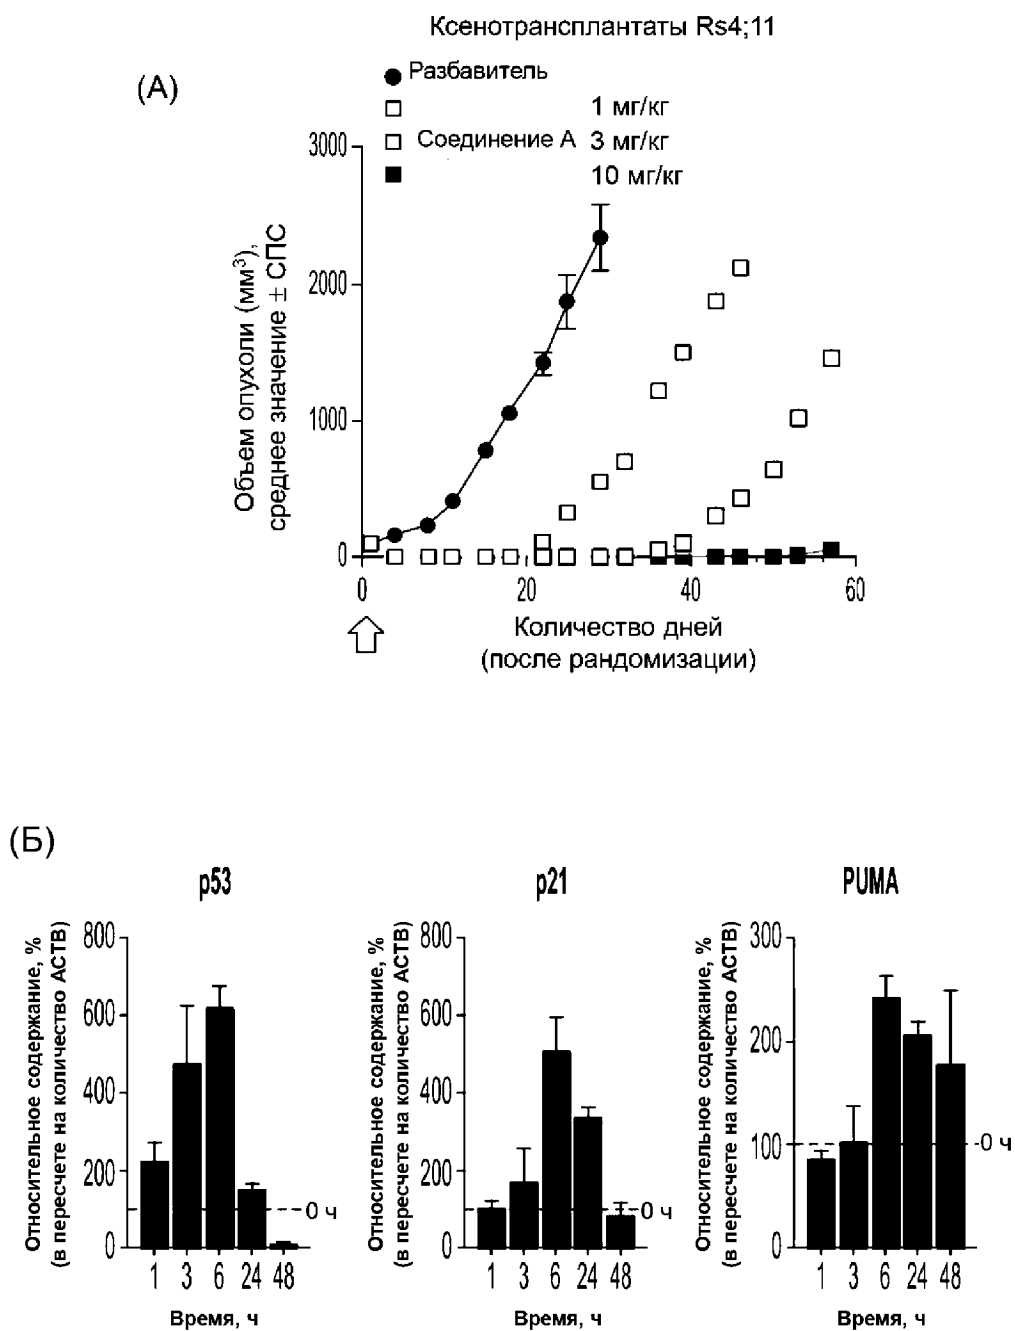 Ксенотрансплантаты Rs4;11
(А)
Разбавитель
1 мг/кг
Соединение А 3 мг/кг
10 мг/кг
Объем опухоли (мм³),
среднее значение ± СПС
3000
2000
1000
0
0 20 40 60
Количество дней
(после рандомизации)
(Б)
p53
Относительное содержание, %
(в пересчете на количество ACTB)
800
600
400
200
0
0 ч
1 3 6 24 48
Время, ч
p21
Относительное содержание, %
(в пересчете на количество ACTB)
800
600
400
200
0
0 ч
1 3 6 24 48
Время, ч
PUMA
Относительное содержание, %
(в пересчете на количество ACTB)
300
200
100
0
0 ч
1 3 6 24 48
Время, ч